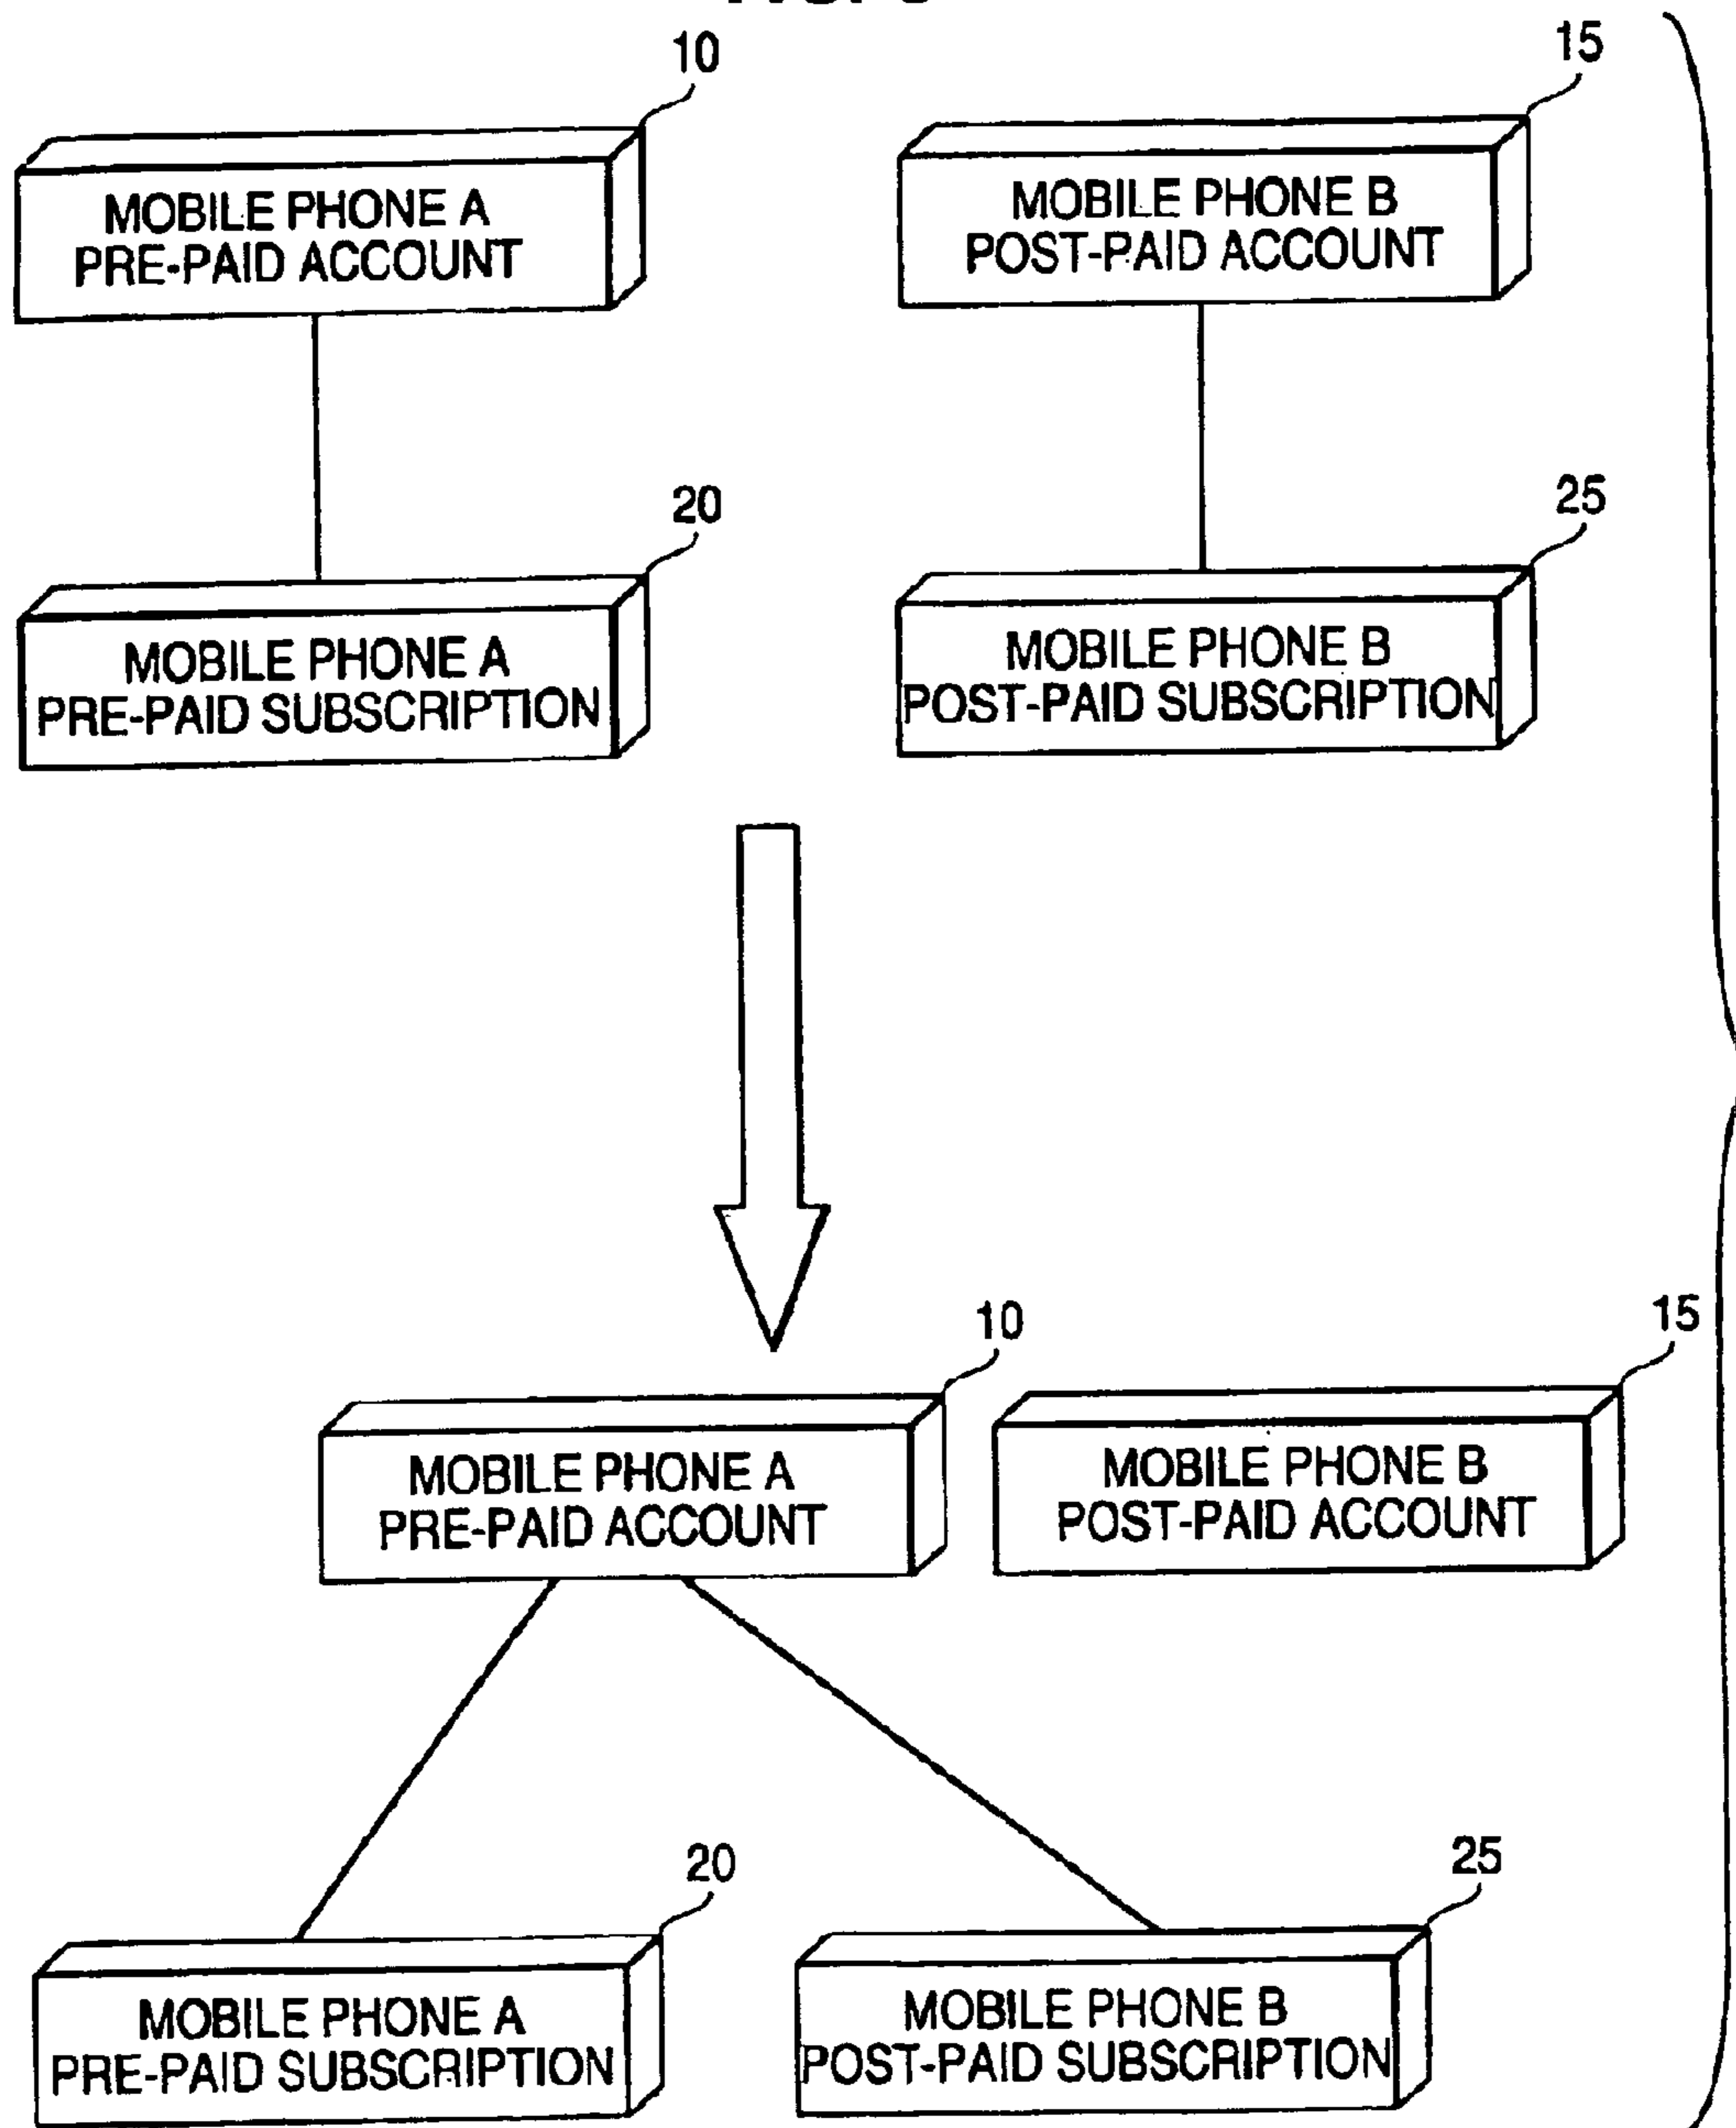 10
15
MOBILE PHONE A
PRE-PAID ACCOUNT
MOBILE PHONE B
POST-PAID ACCOUNT
20
25
MOBILE PHONE A
PRE-PAID SUBSCRIPTION
MOBILE PHONE B
POST-PAID SUBSCRIPTION
10
15
MOBILE PHONE A
PRE-PAID ACCOUNT
MOBILE PHONE B
POST-PAID ACCOUNT
20
25
MOBILE PHONE A
PRE-PAID SUBSCRIPTION
MOBILE PHONE B
POST-PAID SUBSCRIPTION